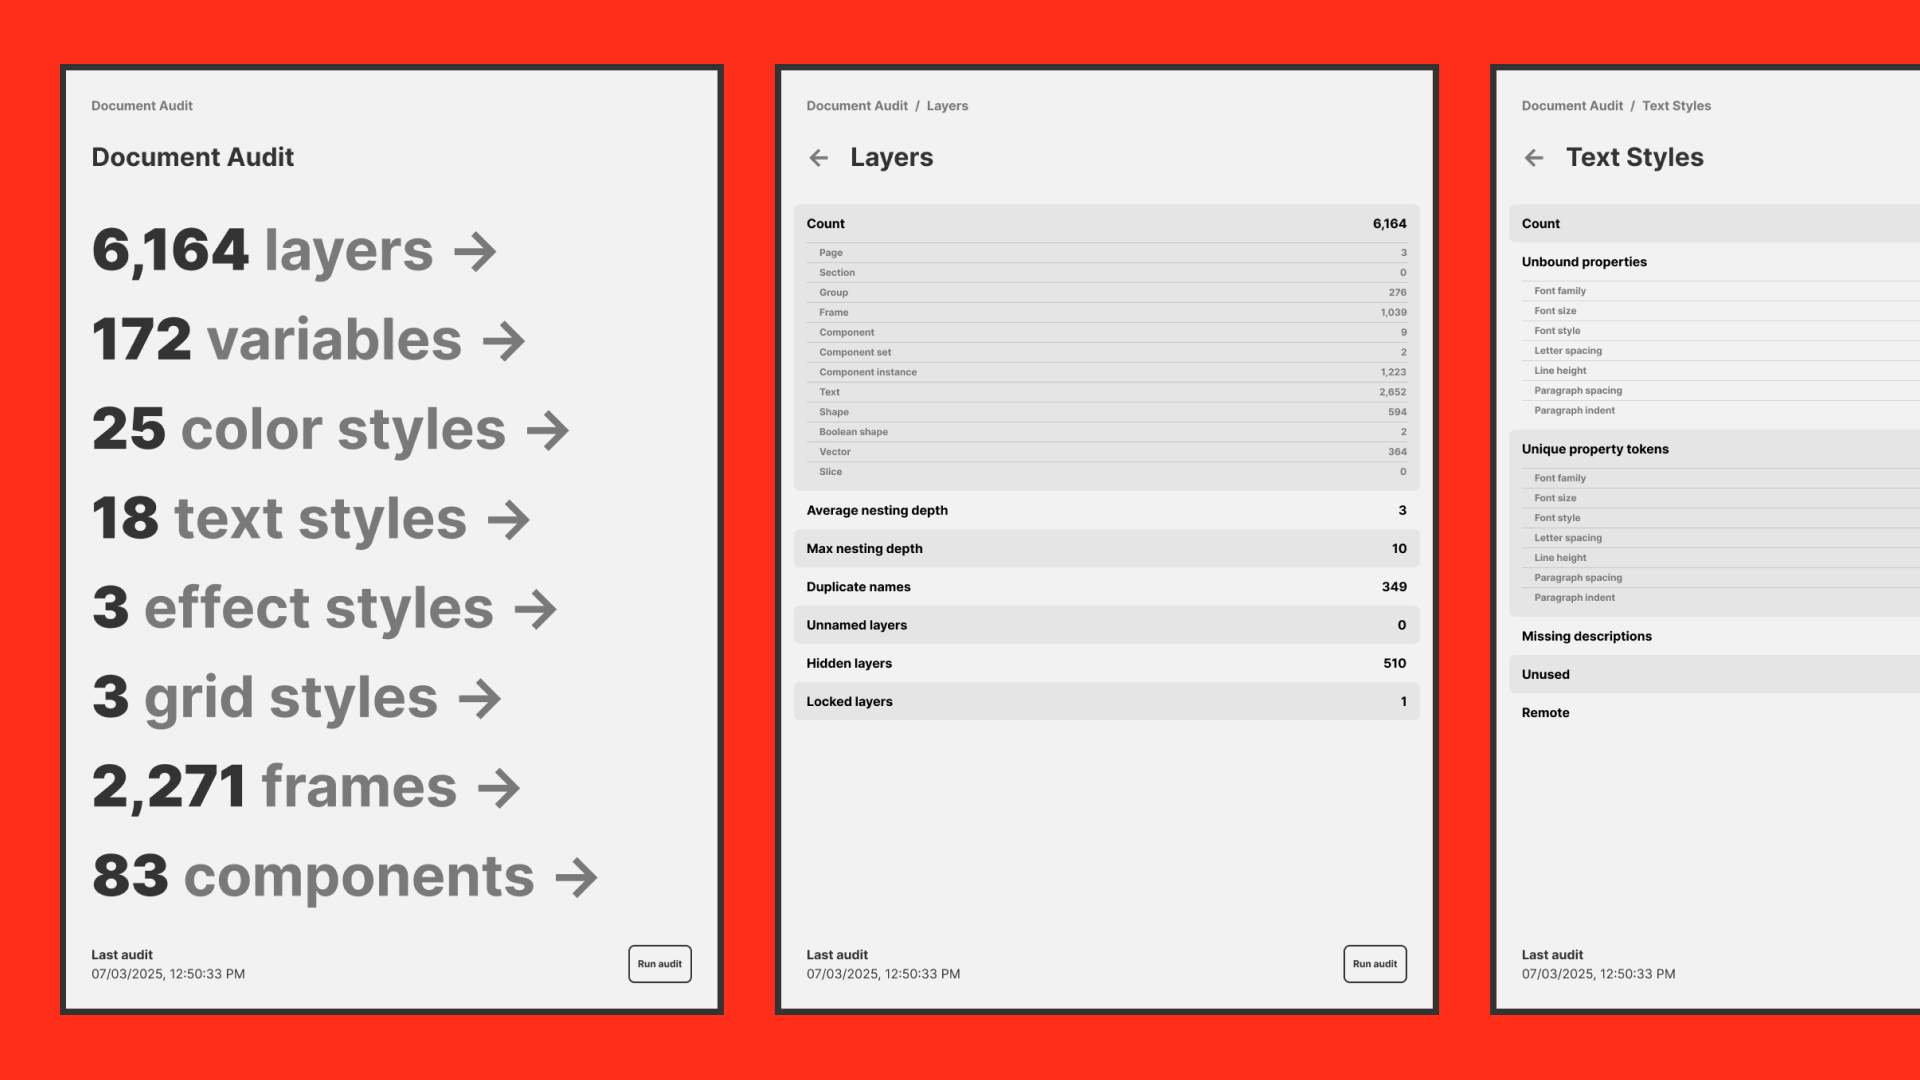 Document Audit
Document Audit
6,164 layers →
172 variables →
25 color styles →
18 text styles →
3 effect styles →
3 grid styles →
2,271 frames →
83 components →
Last audit
07/03/2025, 12:50:33 PM
Run audit
Document Audit / Layers
← Layers
Count 6,164
Page 3
Section 0
Group 276
Frame 1,039
Component 9
Component set 2
Component instance 1,223
Text 2,652
Shape 594
Boolean shape 2
Vector 364
Slice 0
Average nesting depth 3
Max nesting depth 10
Duplicate names 349
Unnamed layers 0
Hidden layers 510
Locked layers 1
Last audit
07/03/2025, 12:50:33 PM
Run audit
Document Audit / Text Styles
← Text Styles
Count
Unbound properties
Font family
Font size
Font style
Letter spacing
Line height
Paragraph spacing
Paragraph indent
Unique property tokens
Font family
Font size
Font style
Letter spacing
Line height
Paragraph spacing
Paragraph indent
Missing descriptions
Unused
Remote
Last audit
07/03/2025, 12:50:33 PM